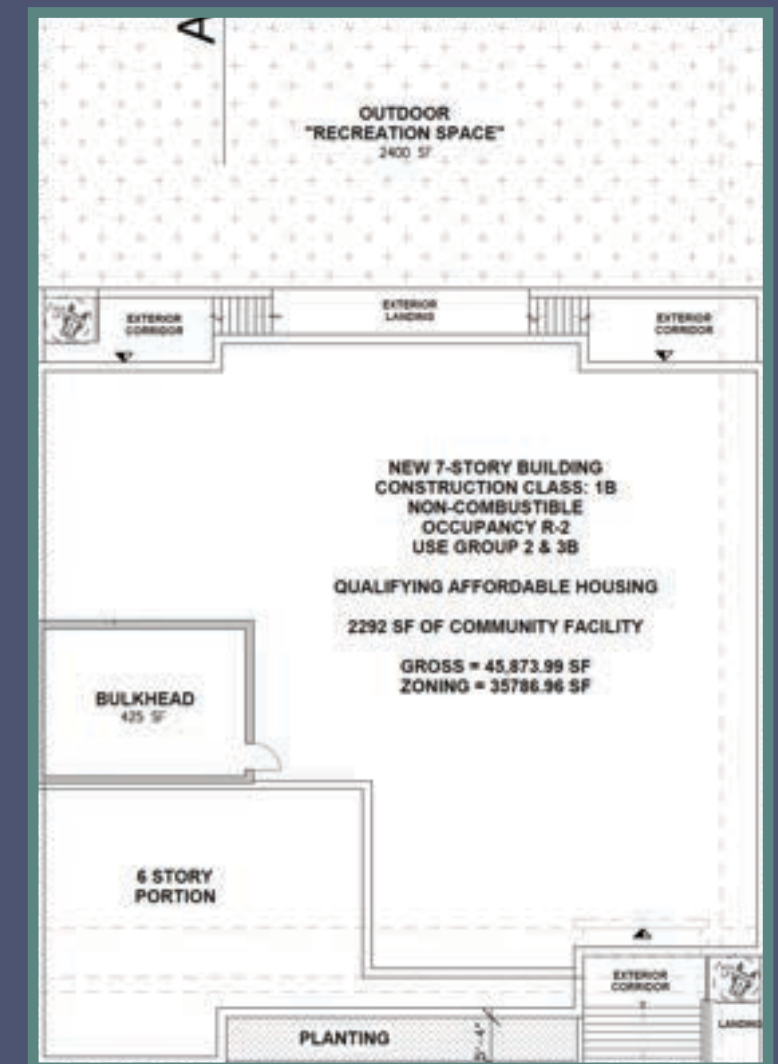 A
OUTDOOR
"RECREATION SPACE"
2400 SF
EXTERIOR
CORRIDOR
EXTERIOR
LANDING
EXTERIOR
CORRIDOR
NEW 7-STORY BUILDING
CONSTRUCTION CLASS: 1B
NON-COMBUSTIBLE
OCCUPANCY R-2
USE GROUP 2 & 3B
QUALIFYING AFFORDABLE HOUSING
2292 SF OF COMMUNITY FACILITY
GROSS = 45,873.99 SF
ZONING = 35786.96 SF
BULKHEAD
425 SF
6 STORY
PORTION
EXTERIOR
CORRIDOR
LANDING
PLANTING